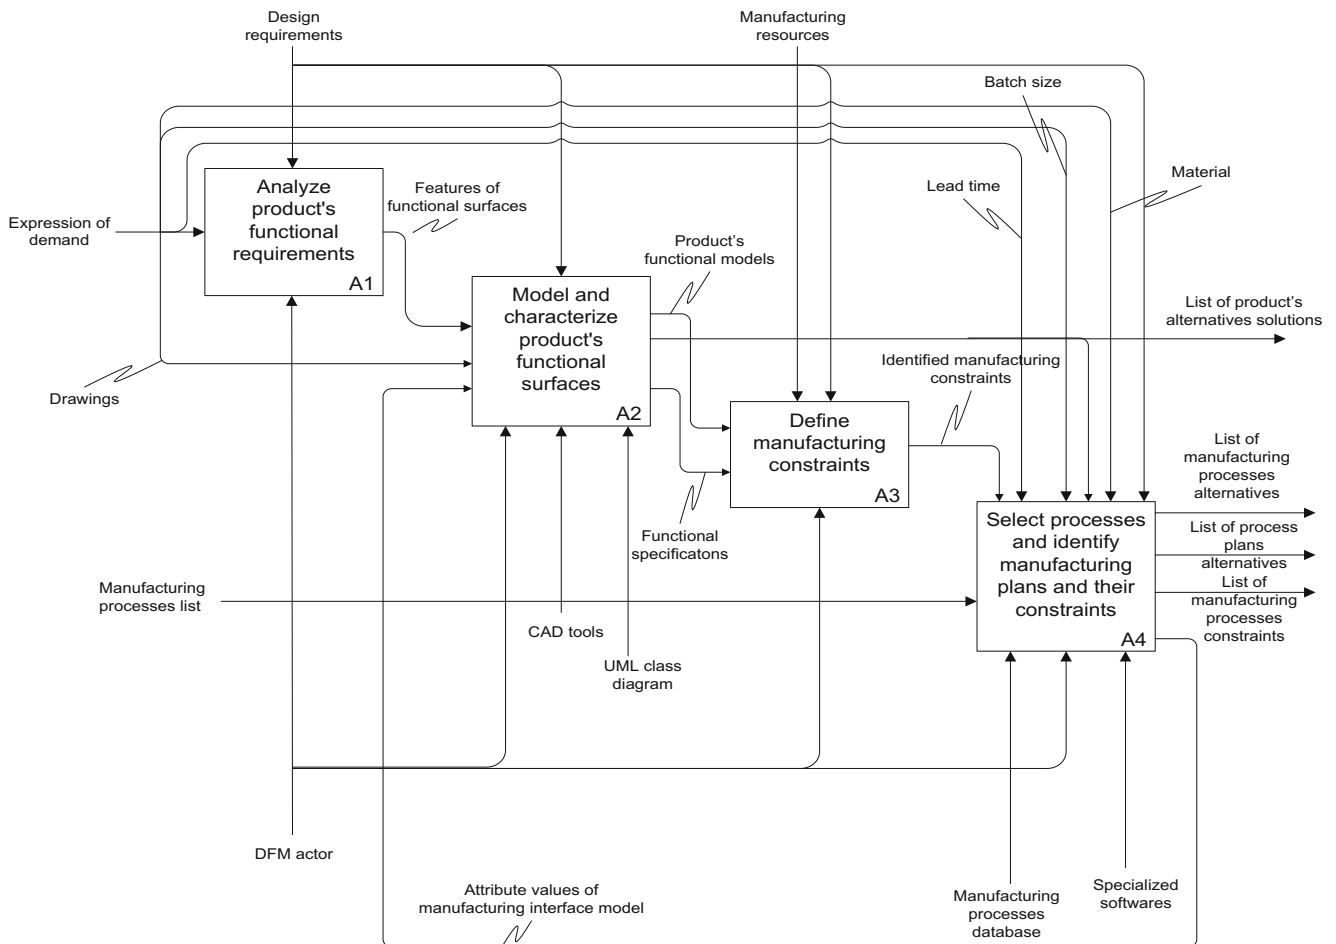 Design
requirements
Manufacturing
resources
Batch size
Material
Lead time
Analyze
product's
functional
requirements
A1
Features of
functional surfaces
Expression of
demand
Product's
functional models
Model and
characterize
product's
functional
surfaces
A2
List of product's
alternatives solutions
Identified manufacturing
constraints
Drawings
Define
manufacturing
constraints
A3
List of
manufacturing
processes
alternatives
Functional
specificatons
Select processes
and identify
manufacturing
plans and their
constraints
A4
List of process
plans
alternatives
List of
manufacturing
processes
constraints
Manufacturing
processes list
CAD tools
UML class
diagram
DFM actor
Attribute values of
manufacturing interface model
Manufacturing
processes
database
Specialized
softwares